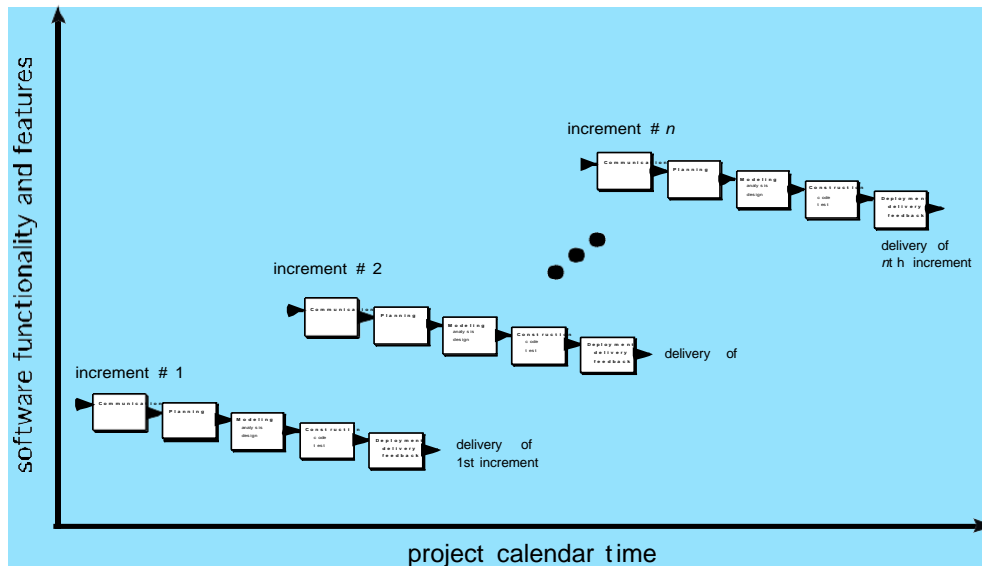 software functionality and features
increment # n
Communication
Planning
Modeling
analysis
design
Construction
code
test
Deployment
delivery
feedback
delivery of
nth increment
increment # 2
Communication
Planning
Modeling
analysis
design
Construction
code
test
Deployment
delivery
feedback
delivery of
increment # 1
Communication
Planning
Modeling
analysis
design
Construction
code
test
Deployment
delivery
feedback
delivery of
1st increment
project calendar time